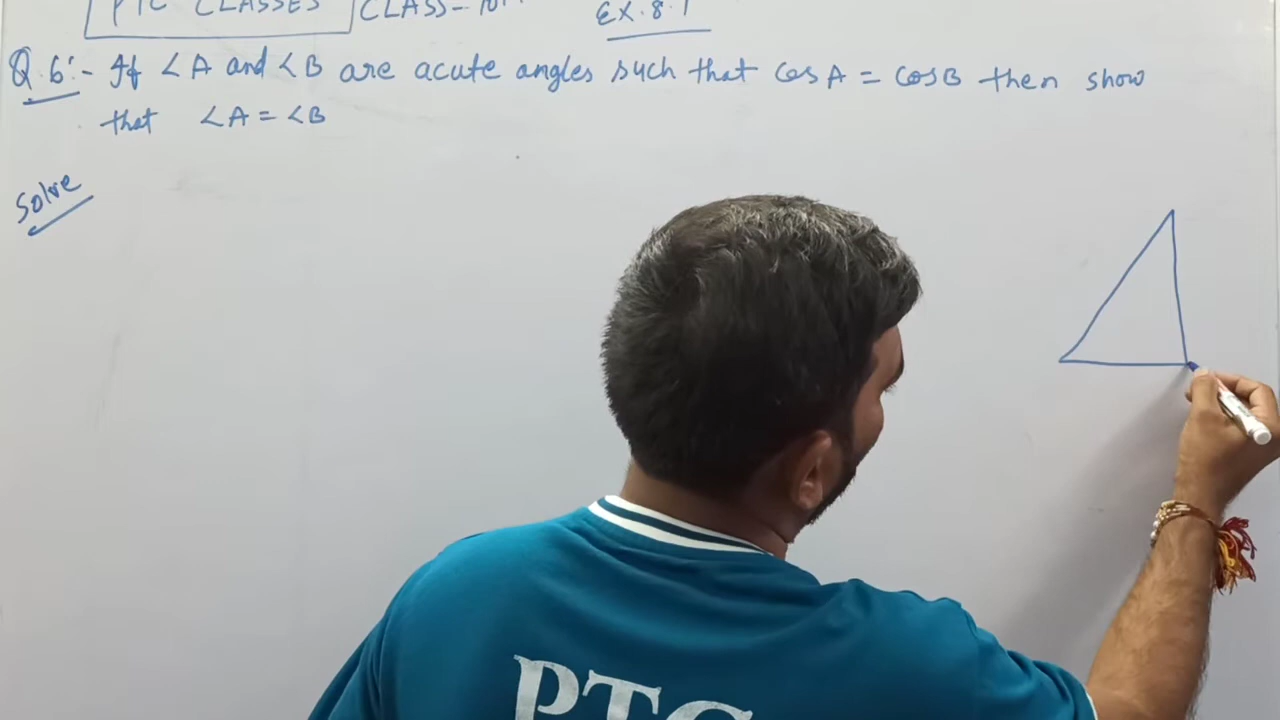 PTC CLASSES CLASS- 10th EX. 8.1
Q.6:- If ∠A and ∠B are acute angles such that cos A = cos B then show
that ∠A = ∠B
Solve
PTC